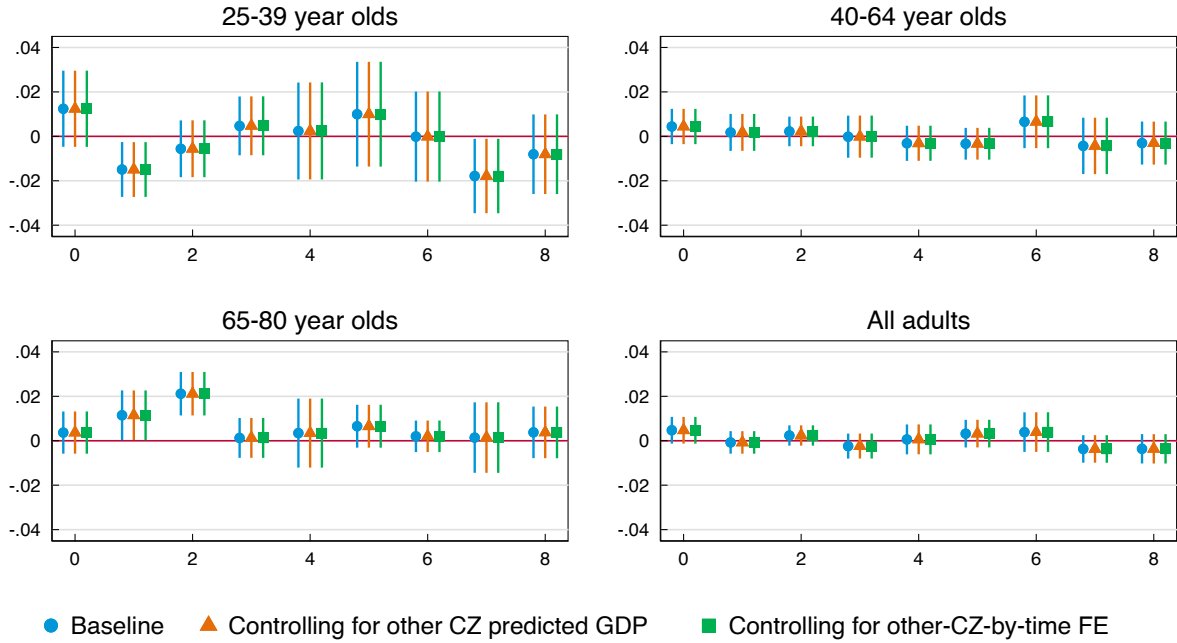 25-39 year olds
.04
.02
0
-.02
-.04
0 2 4 6 8
40-64 year olds
.04
.02
0
-.02
-.04
0 2 4 6 8
65-80 year olds
.04
.02
0
-.02
-.04
0 2 4 6 8
All adults
.04
.02
0
-.02
-.04
0 2 4 6 8
Baseline Controlling for other CZ predicted GDP Controlling for other-CZ-by-time FE